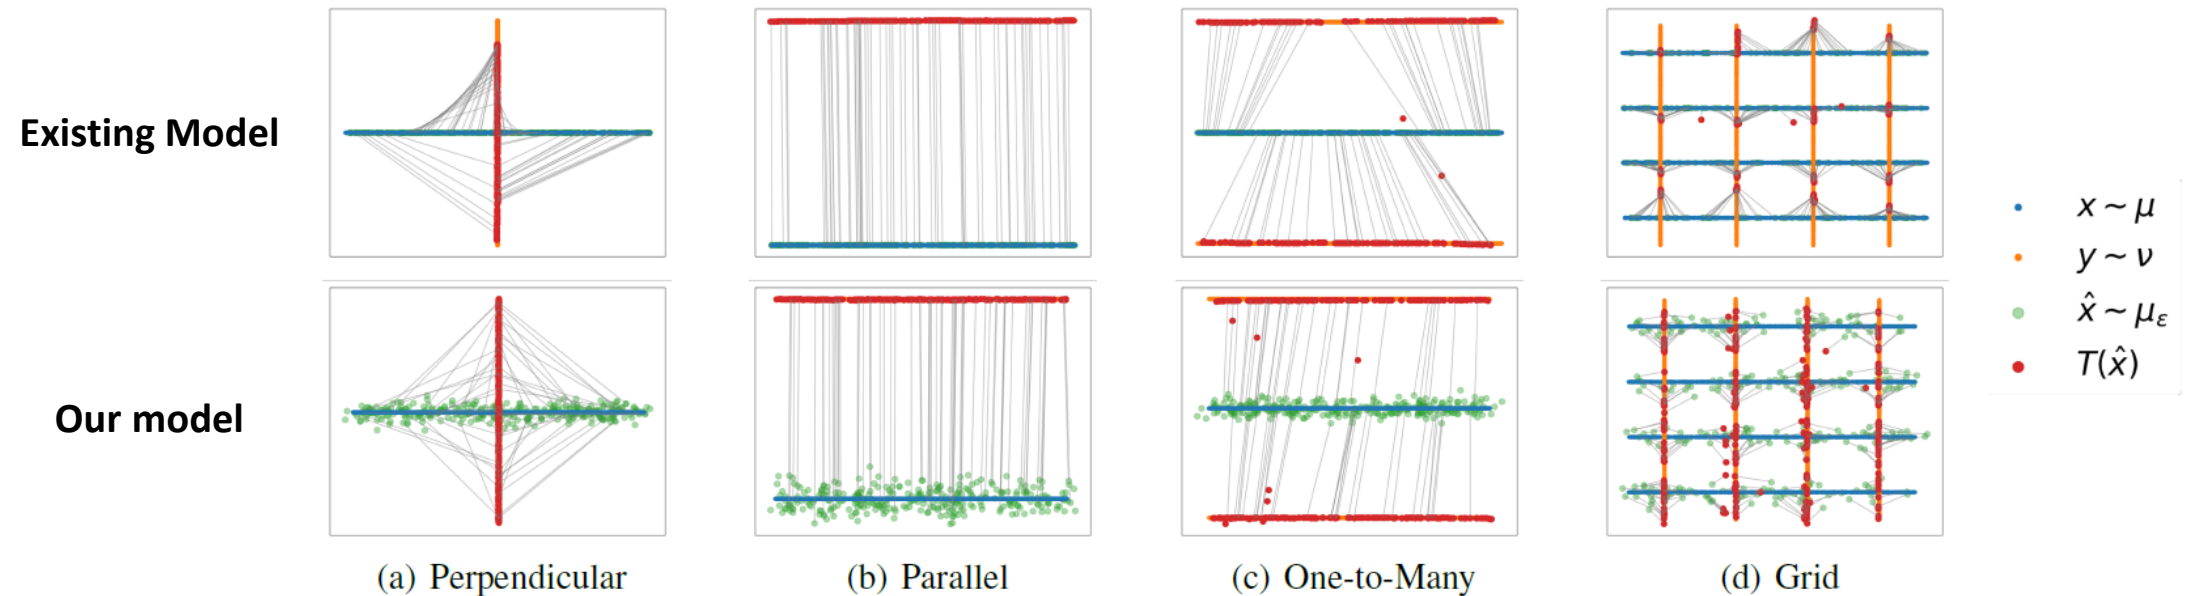 Existing Model
Our model
x ~ μ
y ~ ν
x̂ ~ μ_ε
T(x̂)
(a) Perpendicular
(b) Parallel
(c) One-to-Many
(d) Grid